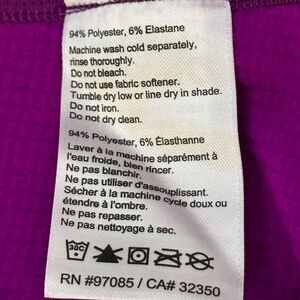 94% Polyester, 6% Elastane
Machine wash cold separately,
rinse thoroughly.
Do not bleach.
Do not use fabric softener.
Tumble dry low or line dry in shade.
Do not iron.
Do not dry clean.
94% Polyester, 6% Élasthanne
Laver à la machine séparément à
l'eau froide, bien rincer.
Ne pas blanchir.
Ne pas utiliser d'assouplissant.
Sécher à la machine cycle doux ou
étendre à l'ombre.
Ne pas repasser.
Ne pas nettoyage à sec.
30C
RN #97085 / CA# 32350